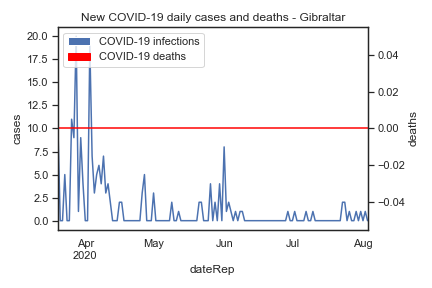 New COVID-19 daily cases and deaths - Gibraltar
COVID-19 infections
COVID-19 deaths
20.0
17.5
15.0
12.5
10.0
7.5
5.0
2.5
0.0
cases
0.04
0.02
0.00
−0.02
−0.04
deaths
Apr May Jun Jul Aug
2020
dateRep